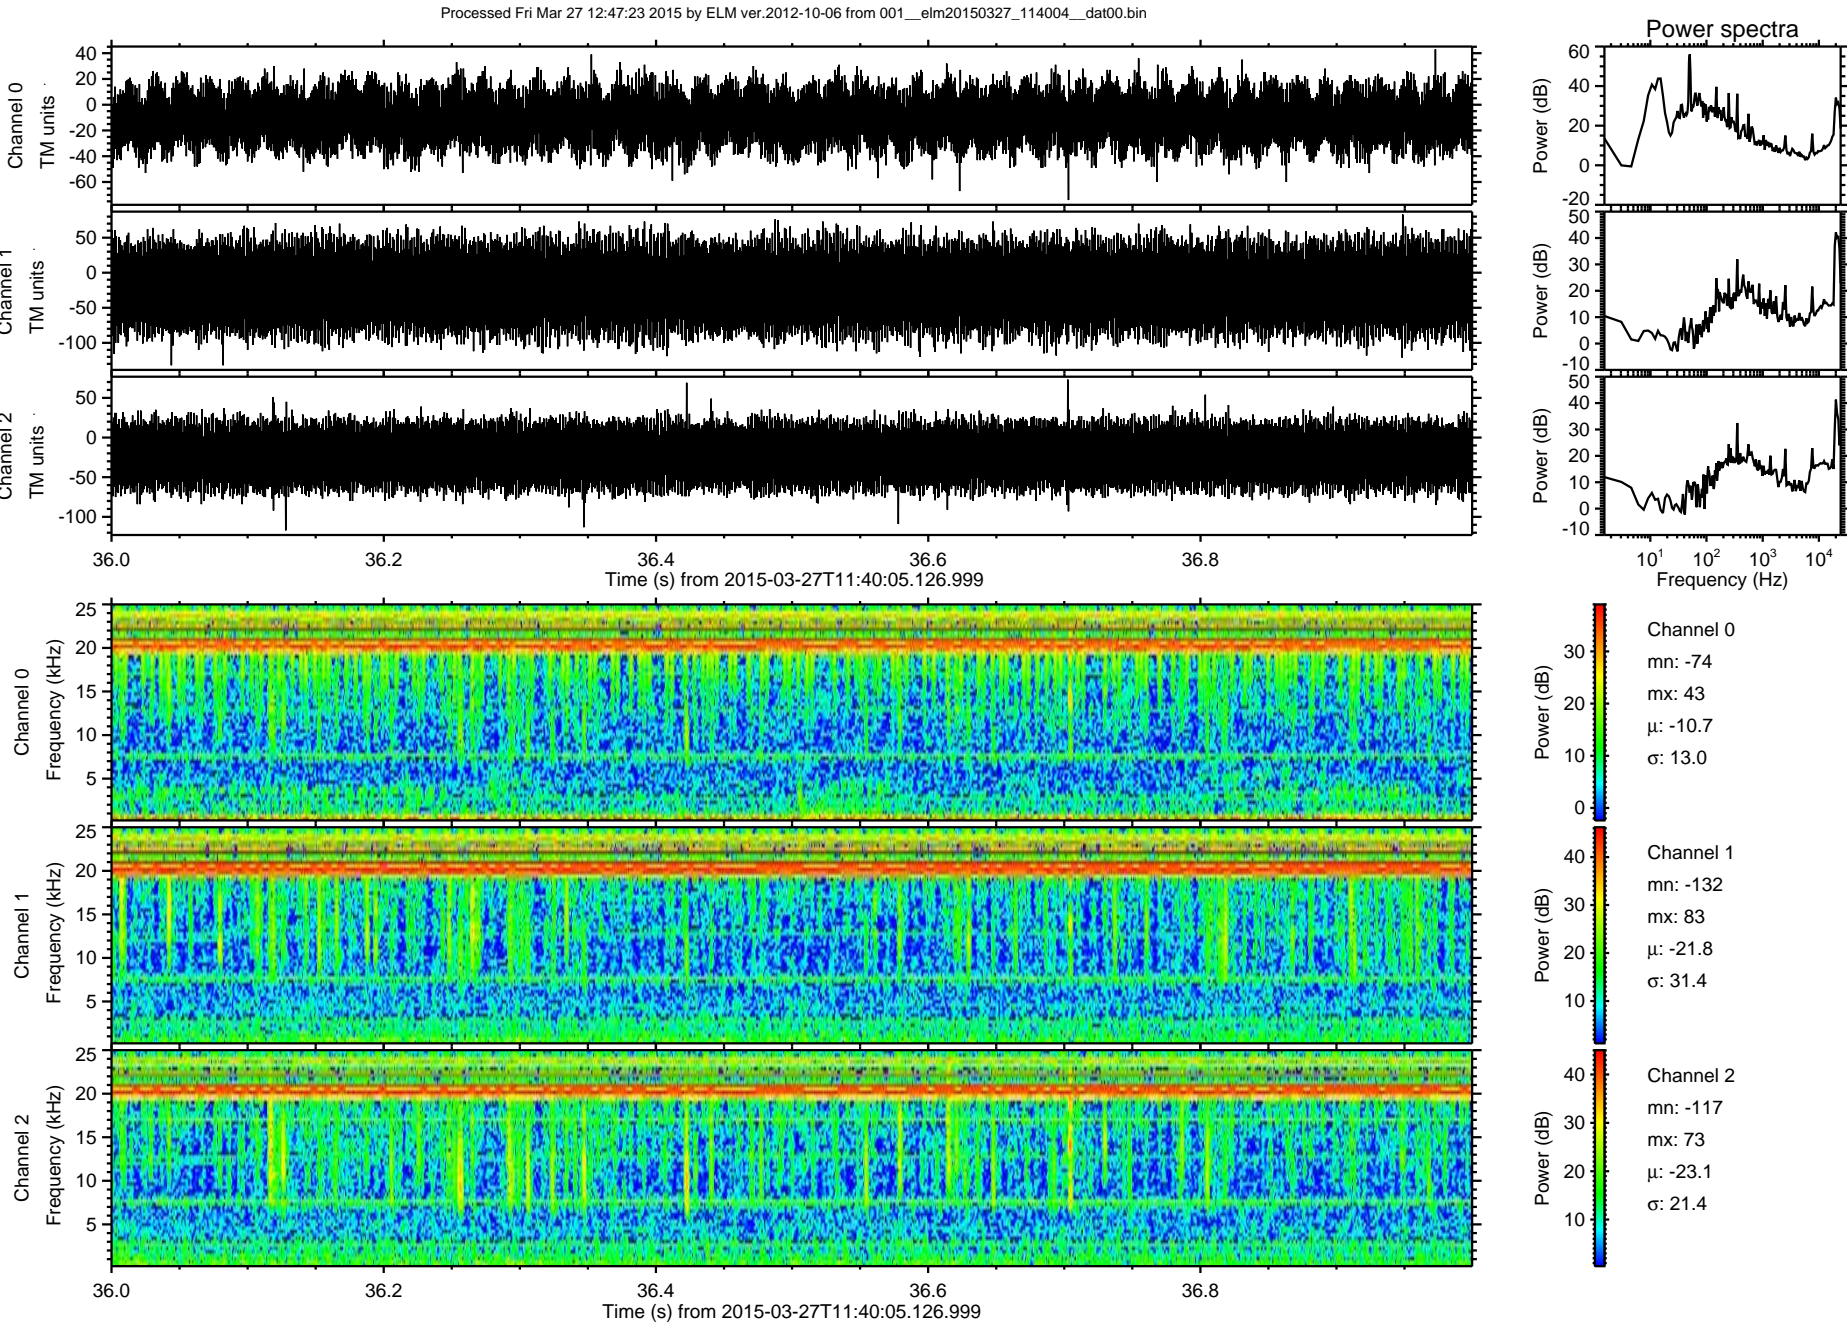 Processed Fri Mar 27 12:47:23 2015 by ELM ver.2012-10-06 from 001__elm20150327_114004__dat00.bin
Power spectra
Channel 0
TM units
40
20
0
-20
-40
-60
Power (dB)
60
40
20
0
-20
Channel 1
TM units
50
0
-50
-100
Power (dB)
50
40
30
20
10
0
-10
Channel 2
TM units
50
0
-50
-100
Power (dB)
50
40
30
20
10
0
-10
36.0 36.2 36.4 36.6 36.8
Time (s) from 2015-03-27T11:40:05.126.999
10¹ 10² 10³ 10⁴
Frequency (Hz)
Channel 0
Frequency (kHz)
25
20
15
10
5
Power (dB)
30
20
10
0
Channel 0
mn: -74
mx: 43
μ: -10.7
σ: 13.0
Channel 1
Frequency (kHz)
25
20
15
10
5
Power (dB)
40
30
20
10
Channel 1
mn: -132
mx: 83
μ: -21.8
σ: 31.4
Channel 2
Frequency (kHz)
25
20
15
10
5
Power (dB)
40
30
20
10
Channel 2
mn: -117
mx: 73
μ: -23.1
σ: 21.4
36.0 36.2 36.4 36.6 36.8
Time (s) from 2015-03-27T11:40:05.126.999